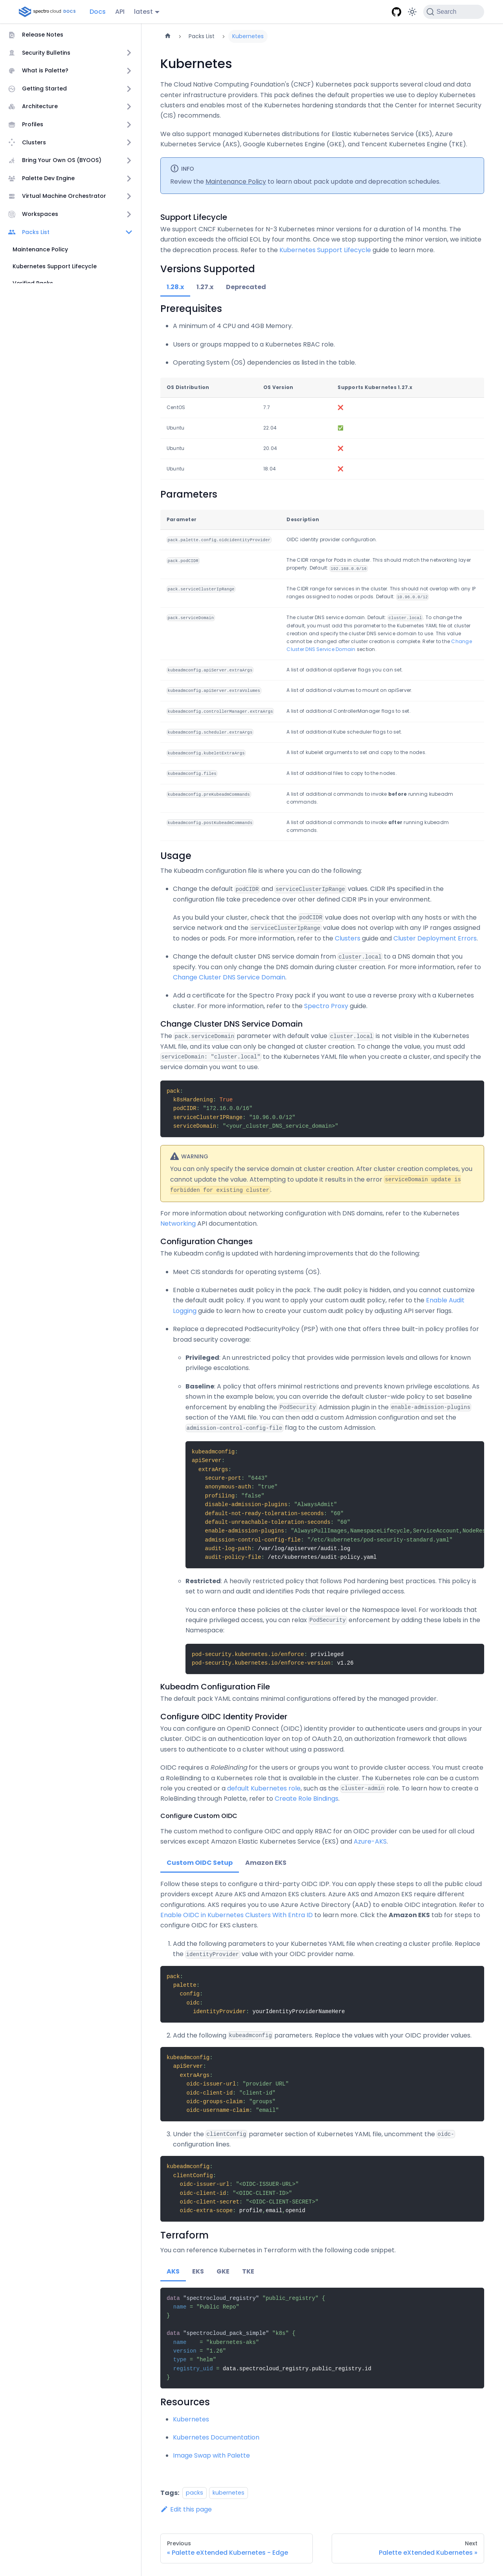 spectro cloud DOCS
Docs
API
latest
Search
Release Notes
Security Bulletins
What is Palette?
Getting Started
Architecture
Profiles
Clusters
Bring Your Own OS (BYOOS)
Palette Dev Engine
Virtual Machine Orchestrator
Workspaces
Packs List
Maintenance Policy
Kubernetes Support Lifecycle
Verified Packs
Packs List
Kubernetes
Kubernetes
The Cloud Native Computing Foundation's (CNCF) Kubernetes pack supports several cloud and data
center infrastructure providers. This pack defines the default properties we use to deploy Kubernetes
clusters and enables most of the Kubernetes hardening standards that the Center for Internet Security
(CIS) recommends.
We also support managed Kubernetes distributions for Elastic Kubernetes Service (EKS), Azure
Kubernetes Service (AKS), Google Kubernetes Engine (GKE), and Tencent Kubernetes Engine (TKE).
INFO
Review the Maintenance Policy to learn about pack update and deprecation schedules.
Support Lifecycle
We support CNCF Kubernetes for N-3 Kubernetes minor versions for a duration of 14 months. The
duration exceeds the official EOL by four months. Once we stop supporting the minor version, we initiate
the deprecation process. Refer to the Kubernetes Support Lifecycle guide to learn more.
Versions Supported
1.28.x
1.27.x
Deprecated
Prerequisites
• A minimum of 4 CPU and 4GB Memory.
• Users or groups mapped to a Kubernetes RBAC role.
• Operating System (OS) dependencies as listed in the table.
OS Distribution OS Version Supports Kubernetes 1.27.x
CentOS 7.7 ❌
Ubuntu 22.04 ✅
Ubuntu 20.04 ❌
Ubuntu 18.04 ❌
Parameters
Parameter Description
pack.palette.config.oidcidentityProvider OIDC identity provider configuration
pack.podCIDR The CIDR range for Pods in cluster. This should match the networking layer
property. Default: 192.168.0.0/16
pack.serviceClusterIpRange The CIDR range for services in the cluster. This should not overlap with any IP
ranges assigned to nodes or pods. Default: 10.96.0.0/12
pack.serviceDomain The cluster DNS service domain. Default: cluster.local. To change the
default, you must add this parameter to the Kubernetes YAML file at cluster
creation and specify the cluster DNS service domain to use. This value
cannot be changed after cluster creation is complete. Refer to the Change
Cluster DNS Service Domain section.
kubeadmconfig.apiServer.extraArgs A list of additional apiServer flags you can set.
kubeadmconfig.apiServer.extraVolumes A list of additional volumes to mount on apiServer.
kubeadmconfig.controllerManager.extraArgs A list of additional ControllerManager flags to set.
kubeadmconfig.scheduler.extraArgs A list of additional Kube scheduler flags to set.
kubeadmconfig.kubeletExtraArgs A list of Kubelet arguments to set and copy to the nodes.
kubeadmconfig.files A list of additional files to copy to the nodes.
kubeadmconfig.preKubeadmCommands A list of additional commands to invoke before running kubeadm
commands.
kubeadmconfig.postKubeadmCommands A list of additional commands to invoke after running kubeadm
commands.
Usage
The Kubeadm configuration file is where you can do the following:
• Change the default podCIDR and serviceClusterIpRange values. CIDR IPs specified in the
configuration file take precedence over other defined CIDR IPs in your environment.
As you build your cluster, check that the podCIDR value does not overlap with any hosts or with the
service network and the serviceClusterIpRange value does not overlap with any IP ranges assigned
to nodes or pods. For more information, refer to the Clusters guide and Cluster Deployment Errors.
• Change the default cluster DNS service domain from cluster.local to a DNS domain that you
specify. You can only change the DNS domain during cluster creation. For more information, refer to
Change Cluster DNS Service Domain.
• Add a certificate for the Spectro Proxy pack if you want to use a reverse proxy with a Kubernetes
cluster. For more information, refer to the Spectro Proxy guide.
Change Cluster DNS Service Domain
The pack.serviceDomain parameter with default value cluster.local is not visible in the Kubernetes
YAML file, and its value can only be changed at cluster creation. To change the value, you must add
serviceDomain: "cluster.local" to the Kubernetes YAML file when you create a cluster, and specify the
service domain you want to use.
pack:
k8sHardening: True
podCIDR: "172.16.0.0/16"
serviceClusterIPRange: "10.96.0.0/12"
serviceDomain: "<your_cluster_DNS_service_domain>"
WARNING
You can only specify the service domain at cluster creation. After cluster creation completes, you
cannot update the value. Attempting to update it results in the error serviceDomain update is
forbidden for existing cluster.
For more information about networking configuration with DNS domains, refer to the Kubernetes
Networking API documentation.
Configuration Changes
The Kubeadm config is updated with hardening improvements that do the following:
• Meet CIS standards for operating systems (OS).
• Enable a Kubernetes audit policy in the pack. The audit policy is hidden, and you cannot customize
the default audit policy. If you want to apply your custom audit policy, refer to the Enable Audit
Logging guide to learn how to create your custom audit policy by adjusting API server flags.
• Replace a deprecated PodSecurityPolicy (PSP) with one that offers three built-in policy profiles for
broad security coverage:
◦ Privileged: An unrestricted policy that provides wide permission levels and allows for known
privilege escalations.
◦ Baseline: A policy that offers minimal restrictions and prevents known privilege escalations. As
shown in the example below, you can override the default cluster-wide policy to set baseline
enforcement by enabling the PodSecurity Admission plugin in the enable-admission-plugins
section of the YAML file. You can then add a custom Admission configuration and set the
admission-control-config-file flag to the custom Admission.
kubeadmconfig:
apiServer:
extraArgs:
secure-port: "6443"
anonymous-auth: "true"
profiling: "false"
disable-admission-plugins: "AlwaysAdmit"
default-not-ready-toleration-seconds: "60"
default-unreachable-toleration-seconds: "60"
enable-admission-plugins: "AlwaysPullImages,NamespaceLifecycle,ServiceAccount,NodeRes
admission-control-config-file: "/etc/kubernetes/pod-security-standard.yaml"
audit-log-path: /var/log/apiserver/audit.log
audit-policy-file: /etc/kubernetes/audit-policy.yaml
◦ Restricted: A heavily restricted policy that follows Pod hardening best practices. This policy is
set to warn and audit and identifies Pods that require privileged access.
You can enforce these policies at the cluster level or the Namespace level. For workloads that
require privileged access, you can relax PodSecurity enforcement by adding these labels in the
Namespace:
pod-security.kubernetes.io/enforce: privileged
pod-security.kubernetes.io/enforce-version: v1.26
Kubeadm Configuration File
The default pack YAML contains minimal configurations offered by the managed provider.
Configure OIDC Identity Provider
You can configure an OpenID Connect (OIDC) identity provider to authenticate users and groups in your
cluster. OIDC is an authentication layer on top of OAuth 2.0, an authorization framework that allows
users to authenticate to a cluster without using a password.
OIDC requires a RoleBinding for the users or groups you want to provide cluster access. You must create
a RoleBinding to a Kubernetes role that is available in the cluster. The Kubernetes role can be a custom
role you created or a default Kubernetes role, such as the cluster-admin role. To learn how to create a
RoleBinding through Palette, refer to Create Role Bindings.
Configure Custom OIDC
The custom method to configure OIDC and apply RBAC for an OIDC provider can be used for all cloud
services except Amazon Elastic Kubernetes Service (EKS) and Azure-AKS.
Custom OIDC Setup
Amazon EKS
Follow these steps to configure a third-party OIDC IDP. You can apply these steps to all the public cloud
providers except Azure AKS and Amazon EKS clusters. Azure AKS and Amazon EKS require different
configurations. AKS requires you to use Azure Active Directory (AAD) to enable OIDC integration. Refer to
Enable OIDC in Kubernetes Clusters With Entra ID to learn more. Click the Amazon EKS tab for steps to
configure OIDC for EKS clusters.
1. Add the following parameters to your Kubernetes YAML file when creating a cluster profile. Replace
the identityProvider value with your OIDC provider name.
pack:
palette:
config:
oidc:
identityProvider: yourIdentityProviderNameHere
2. Add the following kubeadmconfig parameters. Replace the values with your OIDC provider values.
kubeadmconfig:
apiServer:
extraArgs:
oidc-issuer-url: "provider URL"
oidc-client-id: "client-id"
oidc-groups-claim: "groups"
oidc-username-claim: "email"
3. Under the clientConfig parameter section of Kubernetes YAML file, uncomment the oidc-
configuration lines.
kubeadmconfig:
clientConfig:
oidc-issuer-url: "<OIDC-ISSUER-URL>"
oidc-client-id: "<OIDC-CLIENT-ID>"
oidc-client-secret: "<OIDC-CLIENT-SECRET>"
oidc-extra-scope: profile,email,openid
Terraform
You can reference Kubernetes in Terraform with the following code snippet.
AKS
EKS
GKE
TKE
data "spectrocloud_registry" "public_registry" {
name = "Public Repo"
}
data "spectrocloud_pack_simple" "k8s" {
name = "kubernetes-aks"
version = "1.26"
type = "helm"
registry_uid = data.spectrocloud_registry.public_registry.id
}
Resources
• Kubernetes
• Kubernetes Documentation
• Image Swap with Palette
Tags: packs kubernetes
Edit this page
Previous
« Palette eXtended Kubernetes - Edge
Next
Palette eXtended Kubernetes »